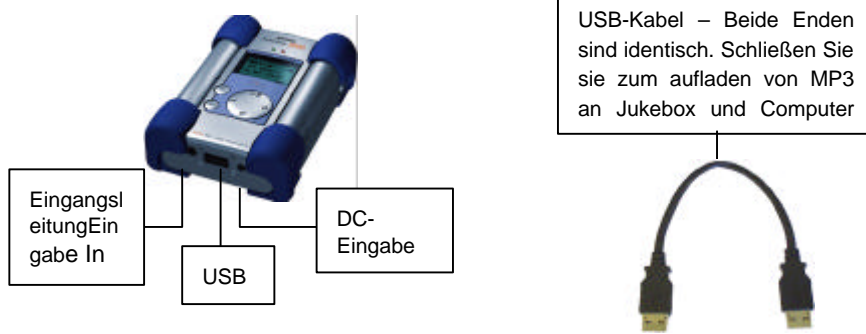 USB-Kabel – Beide Enden
sind identisch. Schließen Sie
sie zum aufladen von MP3
an Jukebox und Computer
Eingangsl
eitungEin
gabe In
USB
DC-
Eingabe